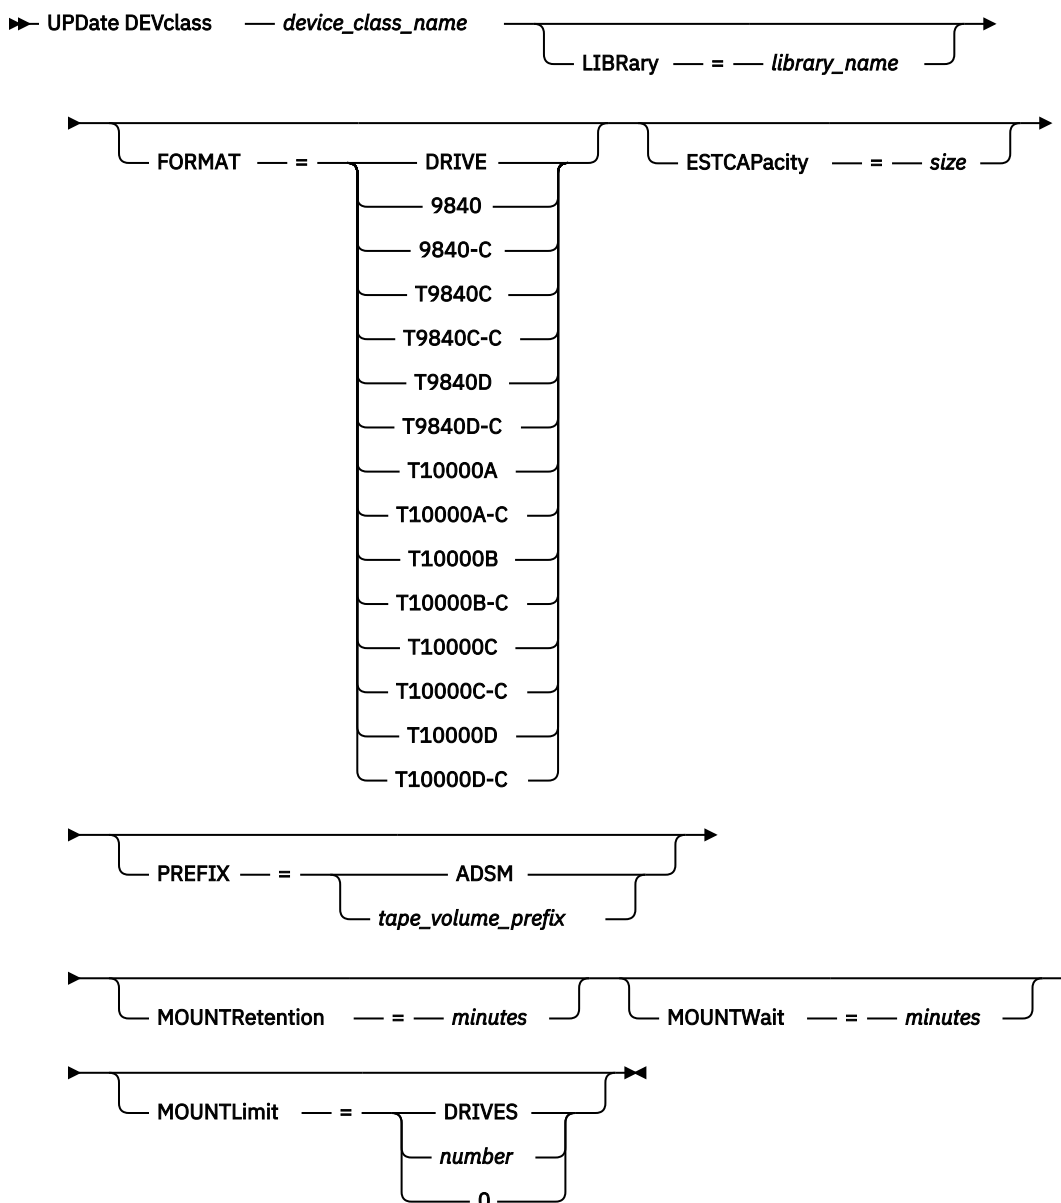 UPDate DEVclass device_class_name
LIBRary = library_name
FORMAT = DRIVE
9840
9840-C
T9840C
T9840C-C
T9840D
T9840D-C
T10000A
T10000A-C
T10000B
T10000B-C
T10000C
T10000C-C
T10000D
T10000D-C
ESTCAPacity = size
PREFIX = ADSM
tape_volume_prefix
MOUNTRetention = minutes
MOUNTWait = minutes
MOUNTLimit = DRIVES
number
0